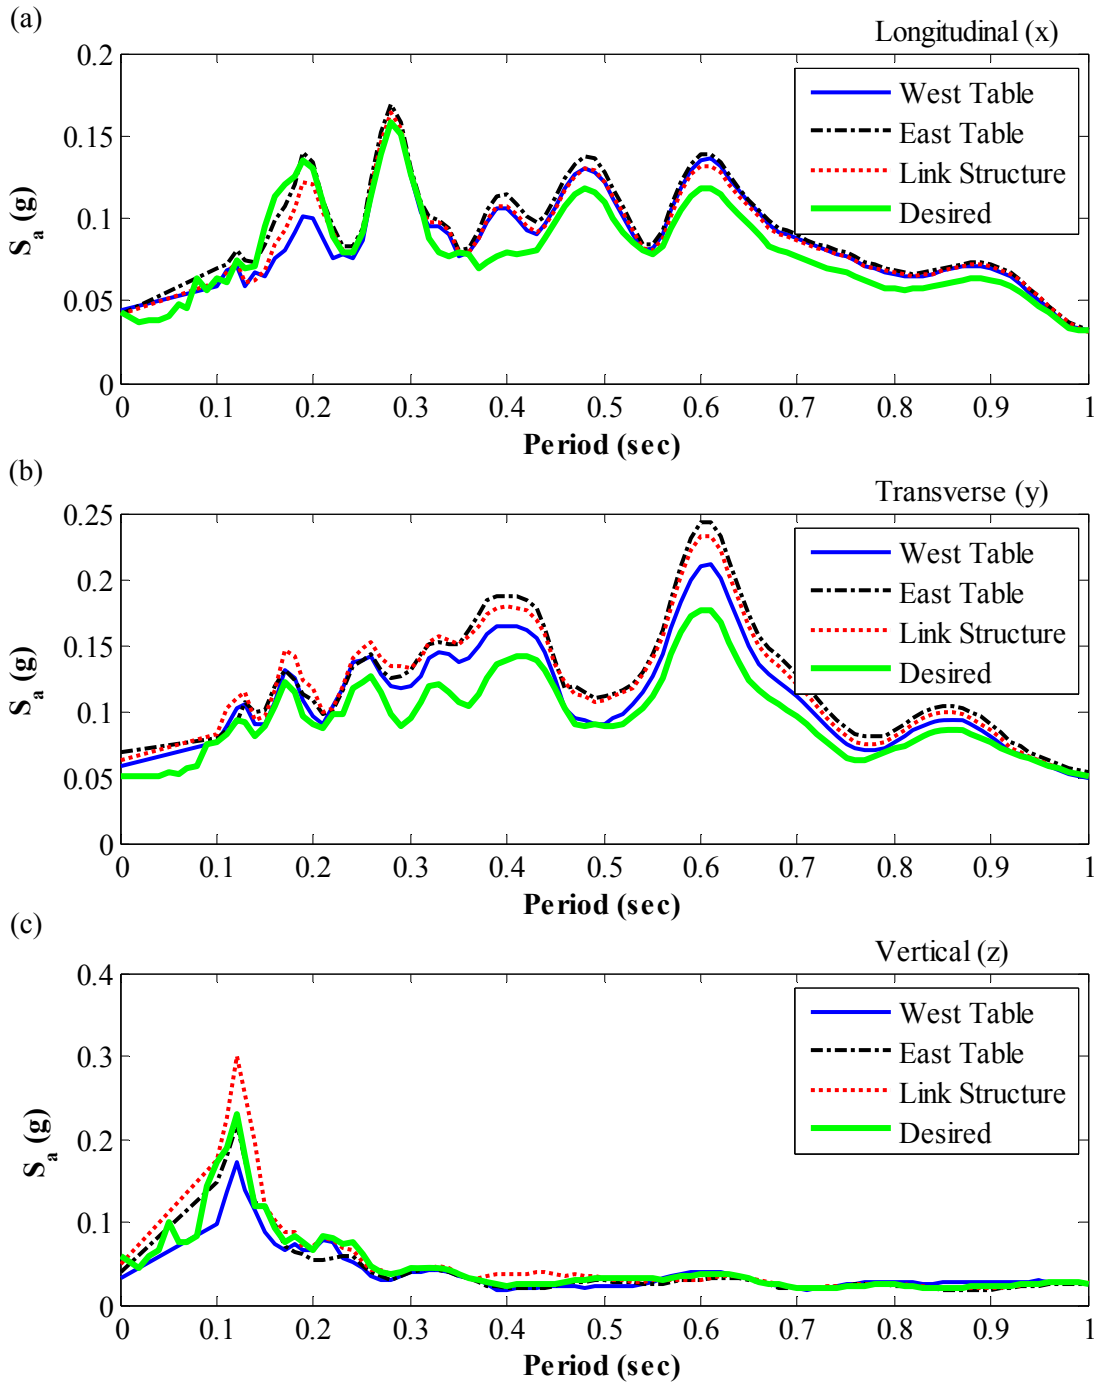 (a)
Longitudinal (x)
0.2
0.15
0.1
0.05
0
S_a (g)
West Table
East Table
Link Structure
Desired
0 0.1 0.2 0.3 0.4 0.5 0.6 0.7 0.8 0.9 1
Period (sec)
(b)
Transverse (y)
0.25
0.2
0.15
0.1
0.05
0
S_a (g)
West Table
East Table
Link Structure
Desired
0 0.1 0.2 0.3 0.4 0.5 0.6 0.7 0.8 0.9 1
Period (sec)
(c)
Vertical (z)
0.4
0.3
0.2
0.1
0
S_a (g)
West Table
East Table
Link Structure
Desired
0 0.1 0.2 0.3 0.4 0.5 0.6 0.7 0.8 0.9 1
Period (sec)